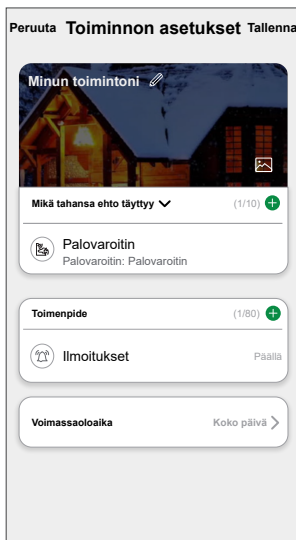 Peruuta Toiminnon asetukset Tallenna
Minun toimintoni
Mikä tahansa ehto täyttyy (1/10)
Palovaroitin
Palovaroitin: Palovaroitin
Toimenpide (1/80)
Ilmoitukset Päällä
Voimassaoloaika Koko päivä